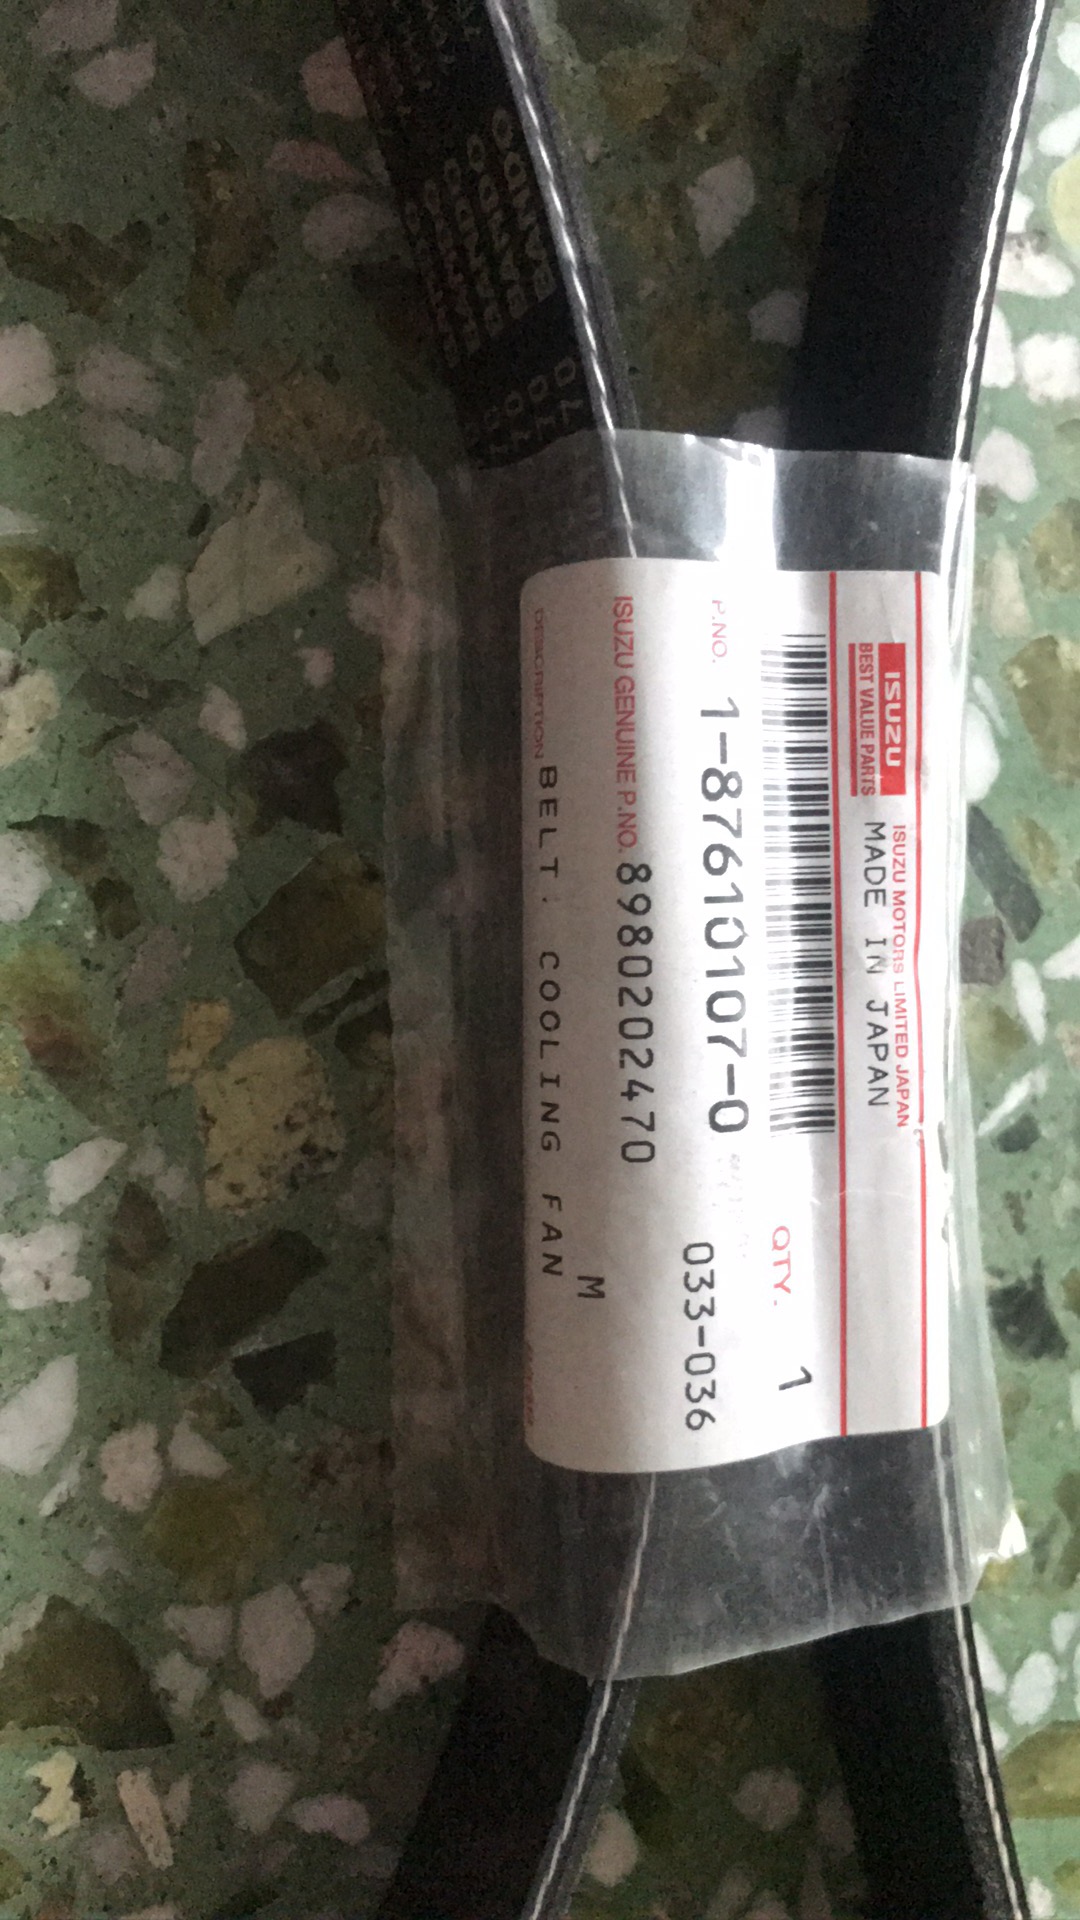 ISUZU
BEST VALUE PARTS
ISUZU MOTORS LIMITED JAPAN
MADE IN JAPAN
QTY. 1
P.NO. 1-87610107-0
033-036
ISUZU GENUINE P.NO. 8980202470
M
DESCRIPTION BELT: COOLING FAN
BANDO
BANDO
BANDO
BANDO